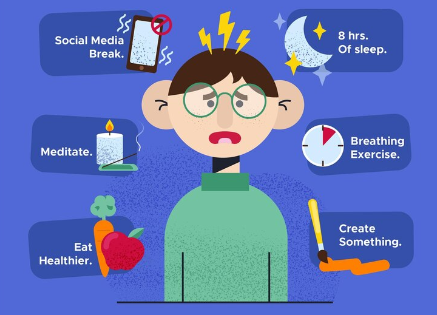 Social Media
Break.
8 hrs.
Of sleep.
Meditate.
Breathing
Exercise.
Eat
Healthier.
Create
Something.